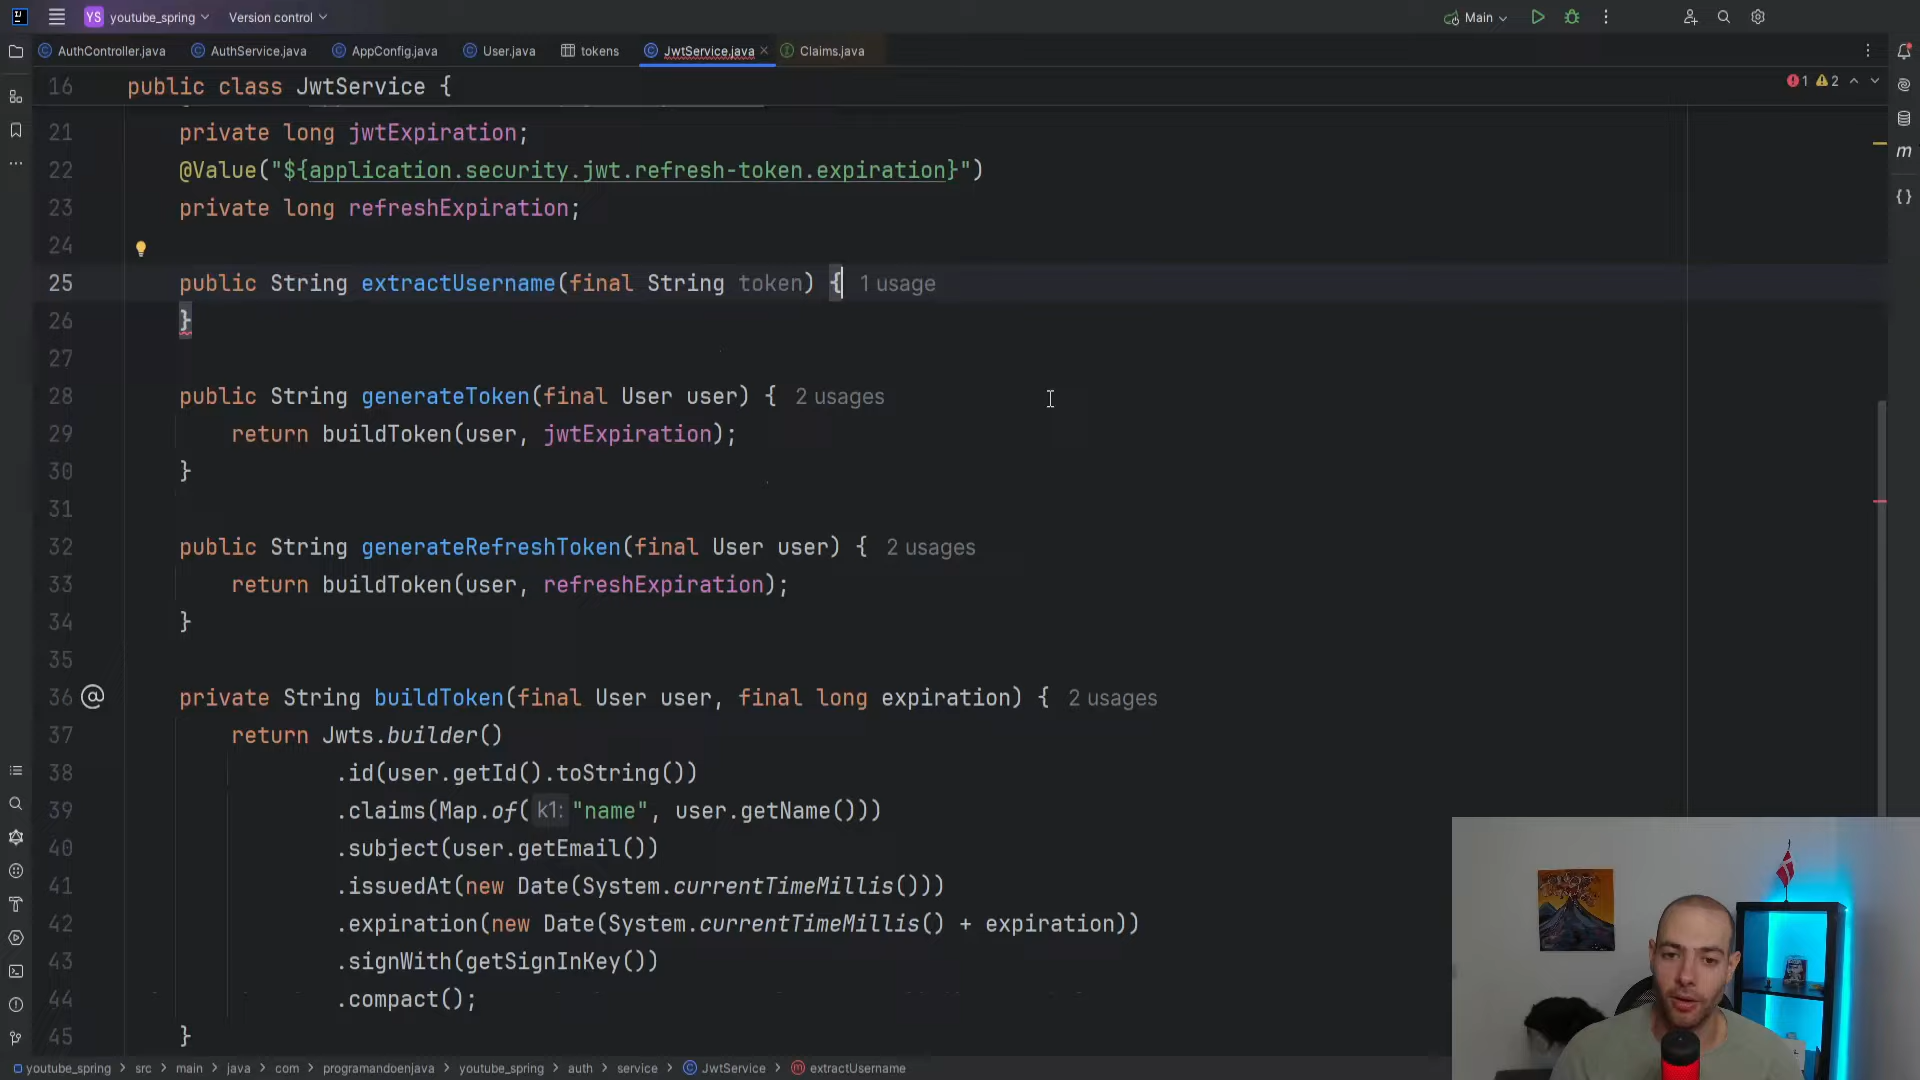 YS youtube_spring Version control Main
AuthController.java AuthService.java AppConfig.java User.java tokens JwtService.java Claims.java
16 public class JwtService { 1 2
21 private long jwtExpiration;
22 @Value("${application.security.jwt.refresh-token.expiration}")
23 private long refreshExpiration;
24
25 public String extractUsername(final String token) { 1 usage
26 }
27
28 public String generateToken(final User user) { 2 usages
29 return buildToken(user, jwtExpiration);
30 }
31
32 public String generateRefreshToken(final User user) { 2 usages
33 return buildToken(user, refreshExpiration);
34 }
35
36 private String buildToken(final User user, final long expiration) { 2 usages
37 return Jwts.builder()
38 .id(user.getId().toString())
39 .claims(Map.of( k1: "name", user.getName()))
40 .subject(user.getEmail())
41 .issuedAt(new Date(System.currentTimeMillis()))
42 .expiration(new Date(System.currentTimeMillis() + expiration))
43 .signWith(getSignInKey())
44 .compact();
45 }
youtube_spring > src > main > java > com > programandoenjava > youtube_spring > auth > service > JwtService > extractUsername